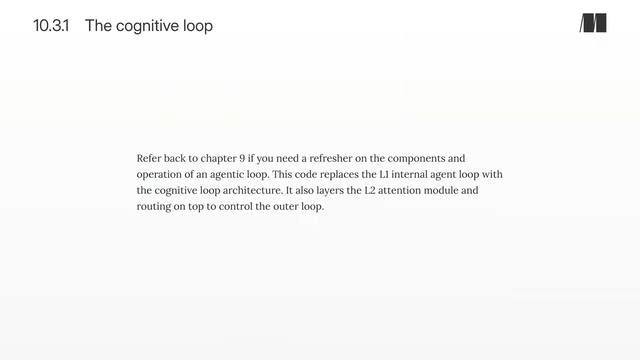 10.3.1 The cognitive loop
Refer back to chapter 9 if you need a refresher on the components and
operation of an agentic loop. This code replaces the L1 internal agent loop with
the cognitive loop architecture. It also layers the L2 attention module and
routing on top to control the outer loop.